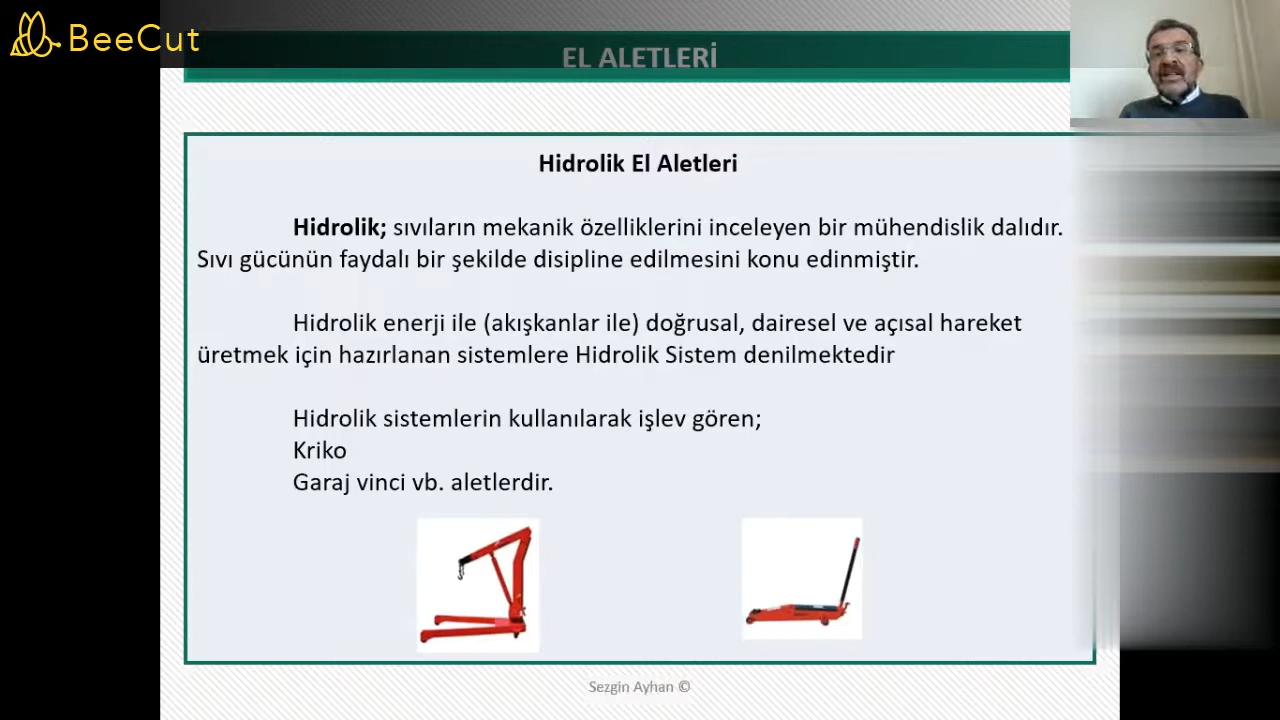 BeeCut
EL ALETLERİ
Hidrolik El Aletleri
Hidrolik; sıvıların mekanik özelliklerini inceleyen bir mühendislik dalıdır.
Sıvı gücünün faydalı bir şekilde disipline edilmesini konu edinmiştir.
Hidrolik enerji ile (akışkanlar ile) doğrusal, dairesel ve açısal hareket
üretmek için hazırlanan sistemlere Hidrolik Sistem denilmektedir
Hidrolik sistemlerin kullanılarak işlev gören;
Kriko
Garaj vinci vb. aletlerdir.
Sezgin Ayhan ©